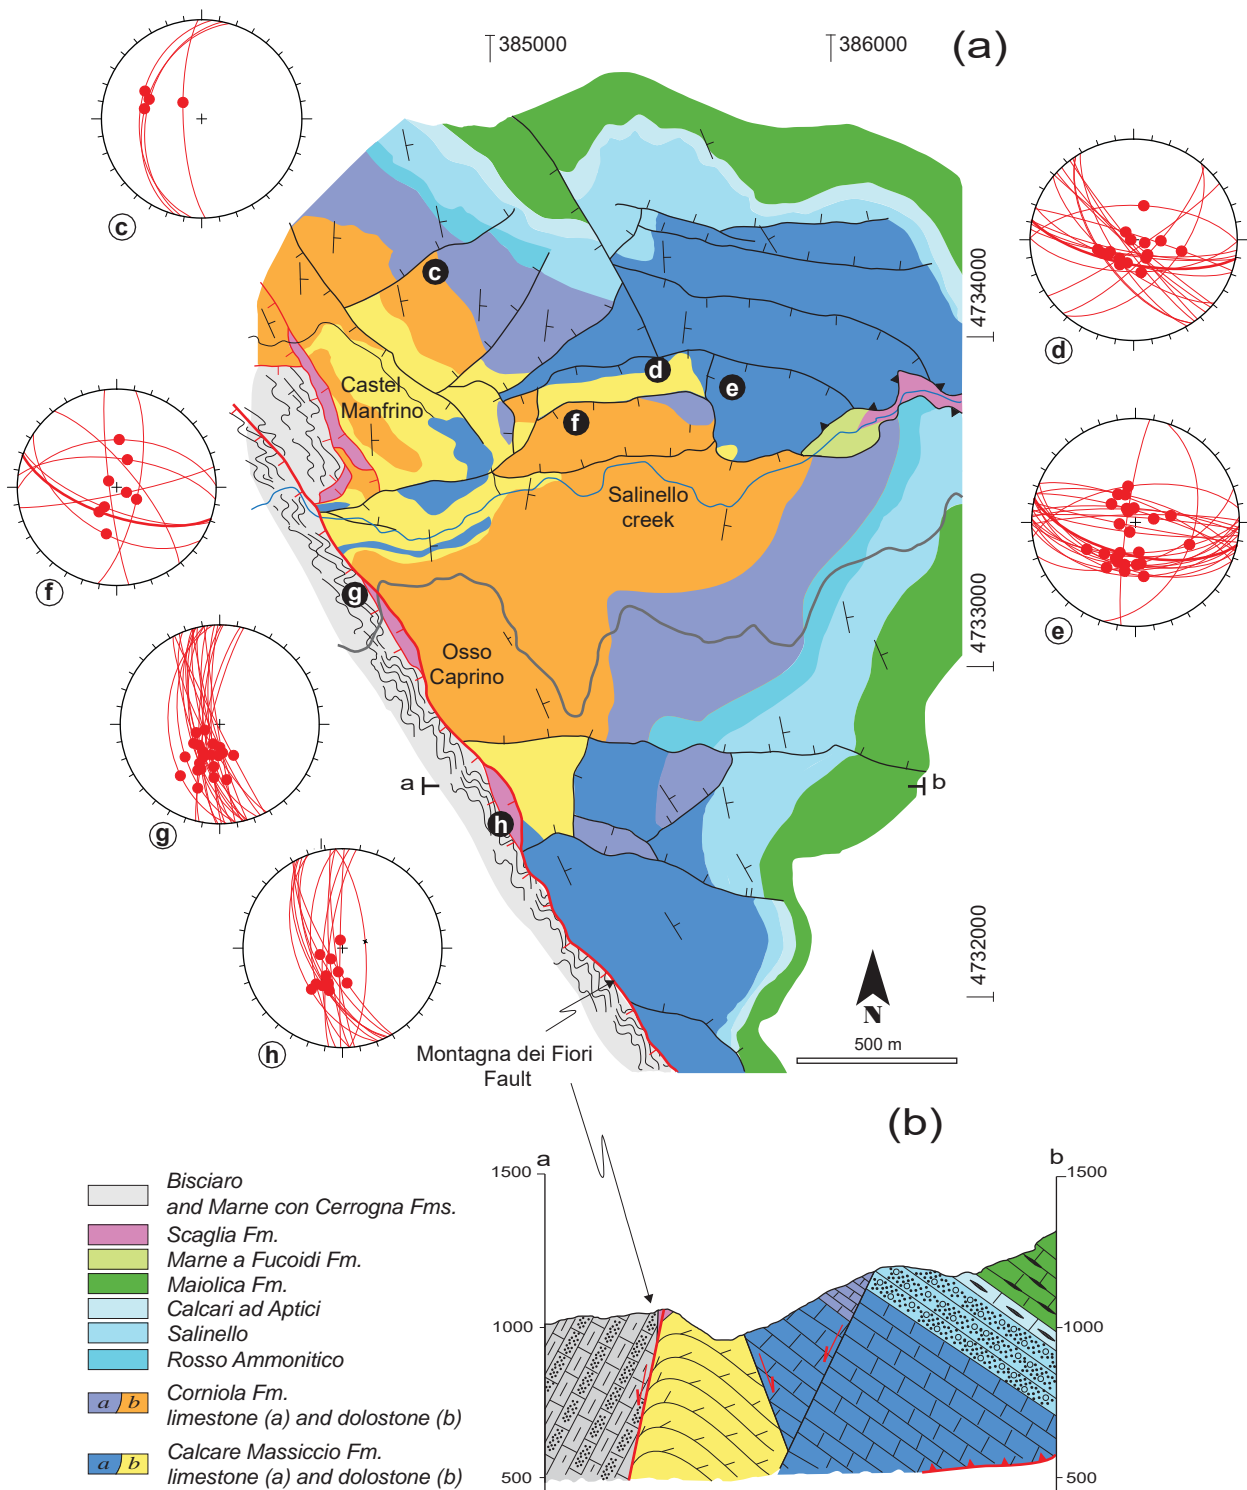 385000
386000
(a)
c
d
4734000
c
d
e
Castel
Manfrino
f
Salinello
creek
f
e
g
4733000
Osso
Caprino
g
a
b
h
4732000
N
500 m
h
Montagna dei Fiori
Fault
(b)
a
b
1500
1500
1000
1000
500
500
Bisciaro
and Marne con Cerrogna Fms.
Scaglia Fm.
Marne a Fucoidi Fm.
Maiolica Fm.
Calcari ad Aptici
Salinello
Rosso Ammonitico
a b
Corniola Fm.
limestone (a) and dolostone (b)
a b
Calcare Massiccio Fm.
limestone (a) and dolostone (b)